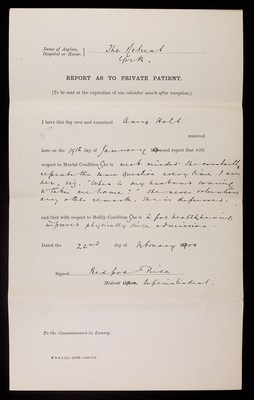 Name of Asylum,
Hospital or House.
The Retreat
York.
REPORT AS TO PRIVATE PATIENT.
(To be sent at the expiration of one calendar month after reception.)
I have this day seen and examined Anna Holt
received
here on the 19th day of January 1900 and report that with
respect to Mental Condition she is weak minded. She constantly
repeats the same question every time I see
her, viz. "When is my husband coming
to take me home?" She never volunteers
any other remark. She is depressed.
and that with respect to Bodily Condition she is in fair health, having
improved physically since admission.
Dated the 22nd day of February 1900
Signed Bedford Pierce
Medical Superintendent.
To the Commissioners in Lunacy.